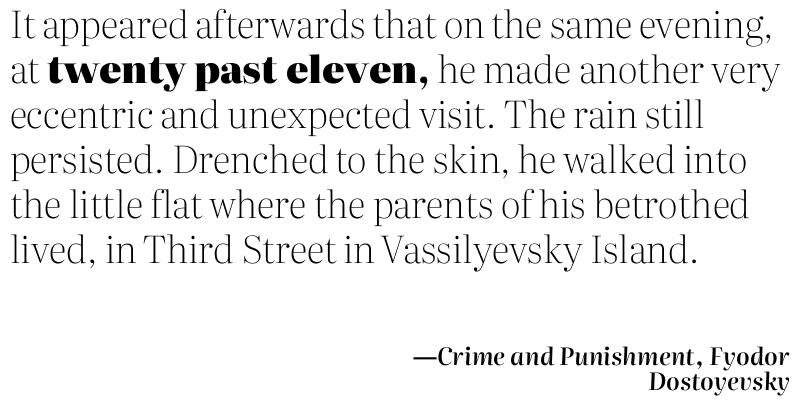 It appeared afterwards that on the same evening,
at twenty past eleven, he made another very
eccentric and unexpected visit. The rain still
persisted. Drenched to the skin, he walked into
the little flat where the parents of his betrothed
lived, in Third Street in Vassilyevsky Island.
—Crime and Punishment, Fyodor
Dostoyevsky